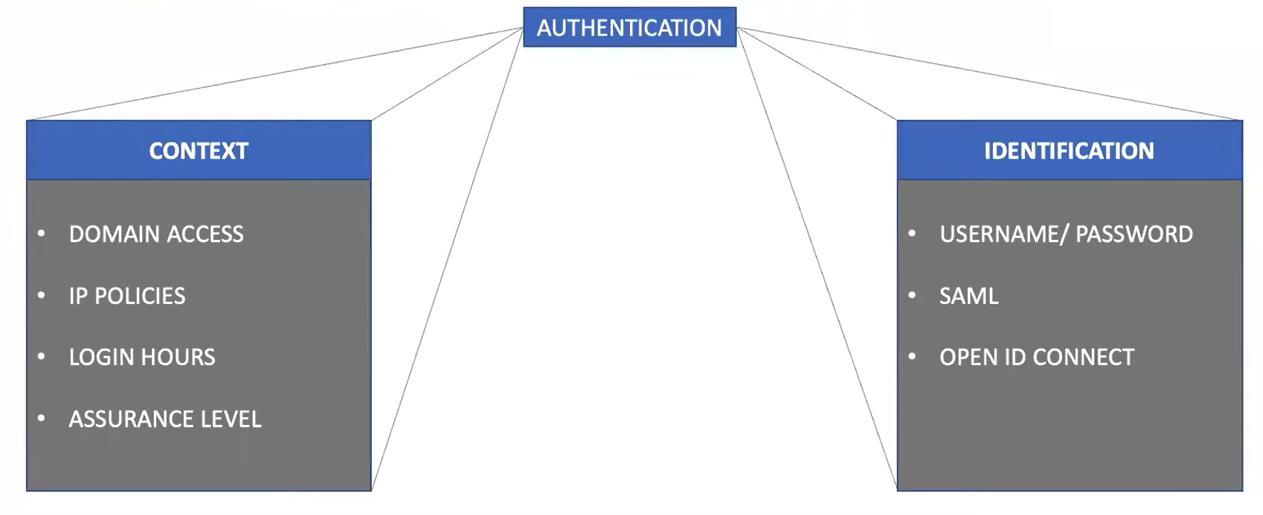 AUTHENTICATION
CONTEXT
• DOMAIN ACCESS
• IP POLICIES
• LOGIN HOURS
• ASSURANCE LEVEL
IDENTIFICATION
• USERNAME/ PASSWORD
• SAML
• OPEN ID CONNECT